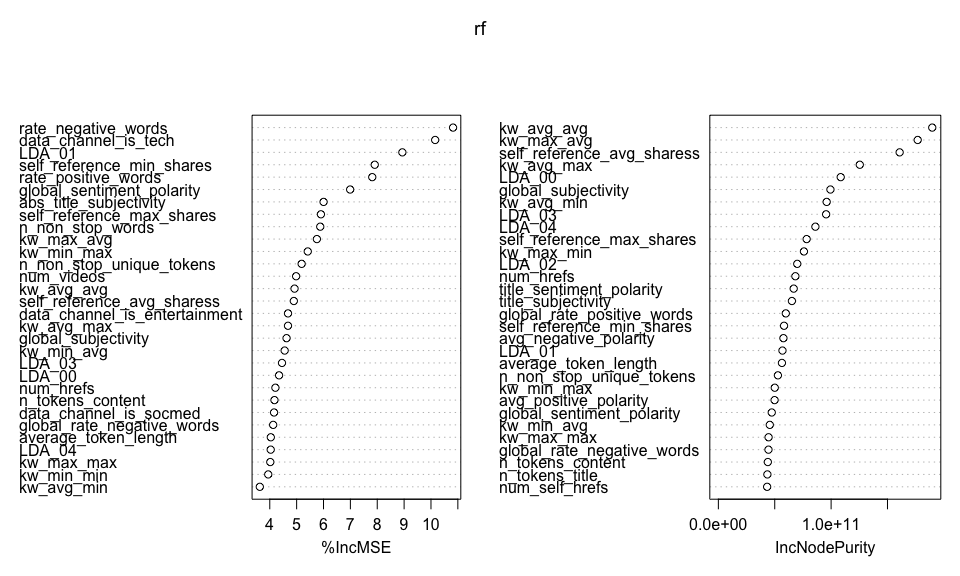 rf
rate_negative_words
data_channel_is_tech
LDA_01
self_reference_min_shares
rate_positive_words
global_sentiment_polarity
abs_title_subjectivity
self_reference_max_shares
n_non_stop_words
kw_max_avg
kw_min_max
n_non_stop_unique_tokens
num_videos
kw_avg_avg
self_reference_avg_sharess
data_channel_is_entertainment
kw_avg_max
global_subjectivity
kw_min_avg
LDA_03
LDA_00
num_hrefs
n_tokens_content
data_channel_is_socmed
global_rate_negative_words
average_token_length
LDA_04
kw_max_max
kw_min_min
kw_avg_min
4 5 6 7 8 9 10
%IncMSE
kw_avg_avg
kw_max_avg
self_reference_avg_sharess
kw_avg_max
LDA_00
global_subjectivity
kw_avg_min
LDA_03
LDA_04
self_reference_max_shares
kw_max_min
LDA_02
num_hrefs
title_sentiment_polarity
title_subjectivity
global_rate_positive_words
self_reference_min_shares
avg_negative_polarity
LDA_01
average_token_length
n_non_stop_unique_tokens
kw_min_max
avg_positive_polarity
global_sentiment_polarity
kw_min_avg
kw_max_max
global_rate_negative_words
n_tokens_content
n_tokens_title
num_self_hrefs
0.0e+00 1.0e+11
IncNodePurity